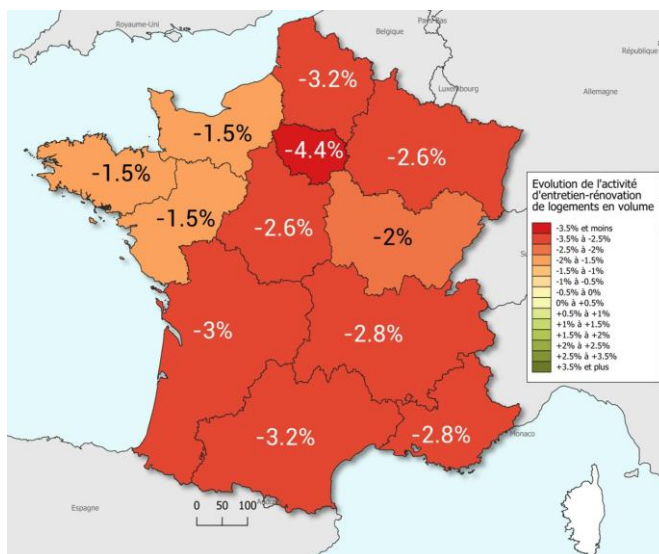 Royaume-Uni
Belgique
Pays-Bas
République
Luxembourg
Allemagne
-3.2%
-1.5%
-4.4%
-2.6%
-1.5%
-1.5%
-2.6%
-2%
Evolution de l'activité
d'entretien-rénovation
de logements en volume
-3.5% et moins
-3.5% à -2.5%
-2.5% à -2%
-2% à -1.5%
-1.5% à -1%
-1% à -0.5%
-0.5% à 0%
0% à +0.5%
+0.5% à +1%
+1% à +1.5%
+1.5% à +2%
+2% à +2.5%
+2.5% à +3.5%
+3.5% et plus
-3%
-2.8%
-3.2%
-2.8%
Monaco
0 50 100
Espagne